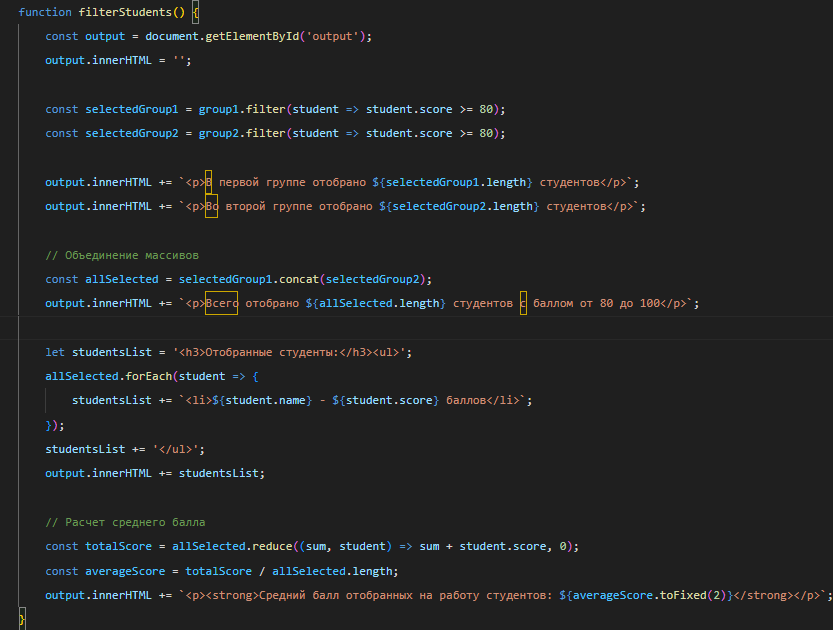 function filterStudents() {
const output = document.getElementById('output');
output.innerHTML = '';
const selectedGroup1 = group1.filter(student => student.score >= 80);
const selectedGroup2 = group2.filter(student => student.score >= 80);
output.innerHTML += `<p>В первой группе отобрано ${selectedGroup1.length} студентов</p>`;
output.innerHTML += `<p>Во второй группе отобрано ${selectedGroup2.length} студентов</p>`;
// Объединение массивов
const allSelected = selectedGroup1.concat(selectedGroup2);
output.innerHTML += `<p>Всего отобрано ${allSelected.length} студентов с баллом от 80 до 100</p>`;
let studentsList = '<h3>Отобранные студенты:</h3><ul>';
allSelected.forEach(student => {
studentsList += `<li>${student.name} - ${student.score} баллов</li>`;
});
studentsList += '</ul>';
output.innerHTML += studentsList;
// Расчет среднего балла
const totalScore = allSelected.reduce((sum, student) => sum + student.score, 0);
const averageScore = totalScore / allSelected.length;
output.innerHTML += `<p><strong>Средний балл отобранных на работу студентов: ${averageScore.toFixed(2)}</strong></p>`;
}